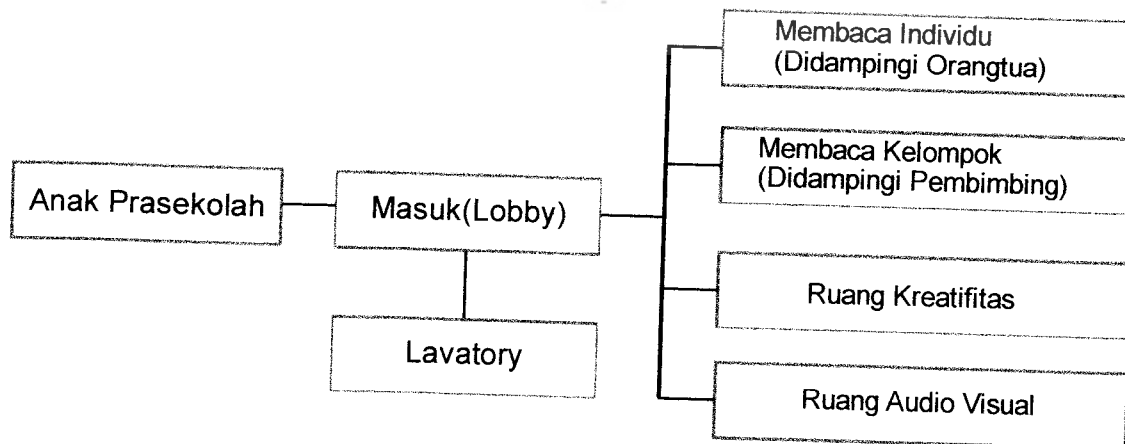 Membaca Individu
(Didampingi Orangtua)
Membaca Kelompok
(Didampingi Pembimbing)
Anak Prasekolah
Masuk(Lobby)
Ruang Kreatifitas
Lavatory
Ruang Audio Visual